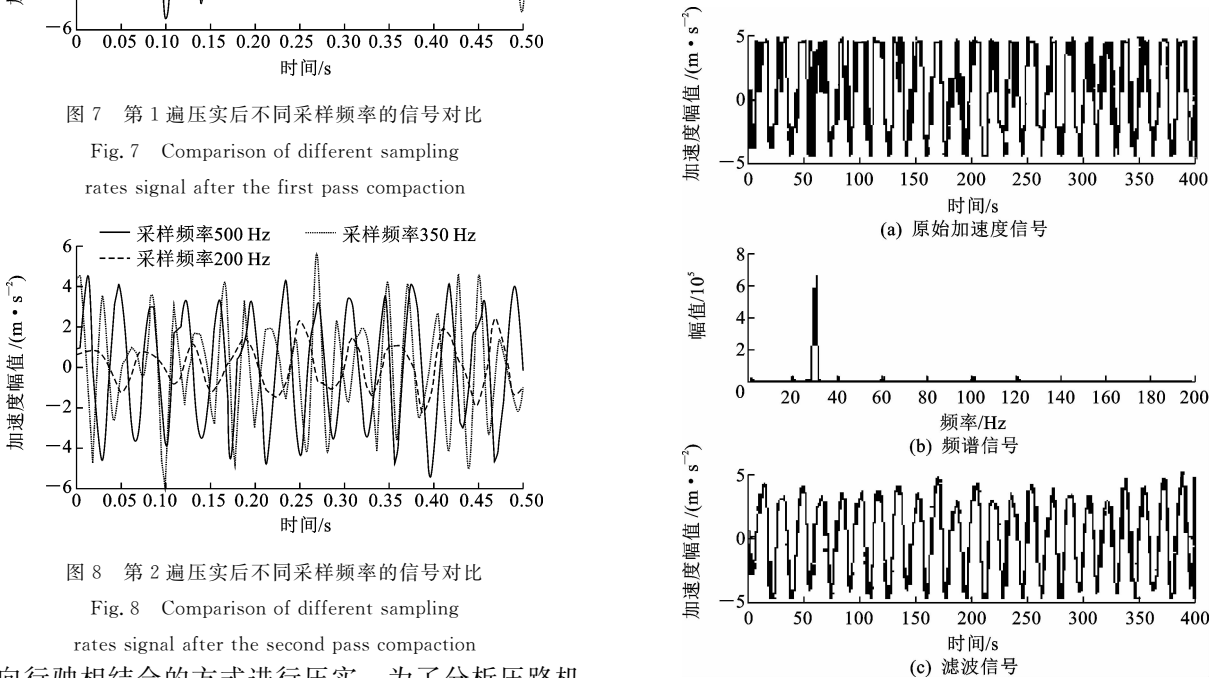 加
−6
0 0.05 0.10 0.15 0.20 0.25 0.30 0.35 0.40 0.45 0.50
时间/s
图 7 第 1 遍压实后不同采样频率的信号对比
Fig. 7 Comparison of different sampling
rates signal after the first pass compaction
采样频率500 Hz 采样频率350 Hz
采样频率200 Hz
加速度幅值/(m·s⁻²)
6
4
2
0
−2
−4
−6
0 0.05 0.10 0.15 0.20 0.25 0.30 0.35 0.40 0.45 0.50
时间/s
图 8 第 2 遍压实后不同采样频率的信号对比
Fig. 8 Comparison of different sampling
rates signal after the second pass compaction
向行驶相结合的方式进行压实。为了分析压路机
加速度幅值/(m·s⁻²)
5
0
−5
0 50 100 150 200 250 300 350 400
时间/s
(a) 原始加速度信号
幅值/10⁵
8
6
4
2
0 20 40 60 80 100 120 140 160 180 200
频率/Hz
(b) 频谱信号
加速度幅值/(m·s⁻²)
5
0
−5
0 50 100 150 200 250 300 350 400
时间/s
(c) 滤波信号